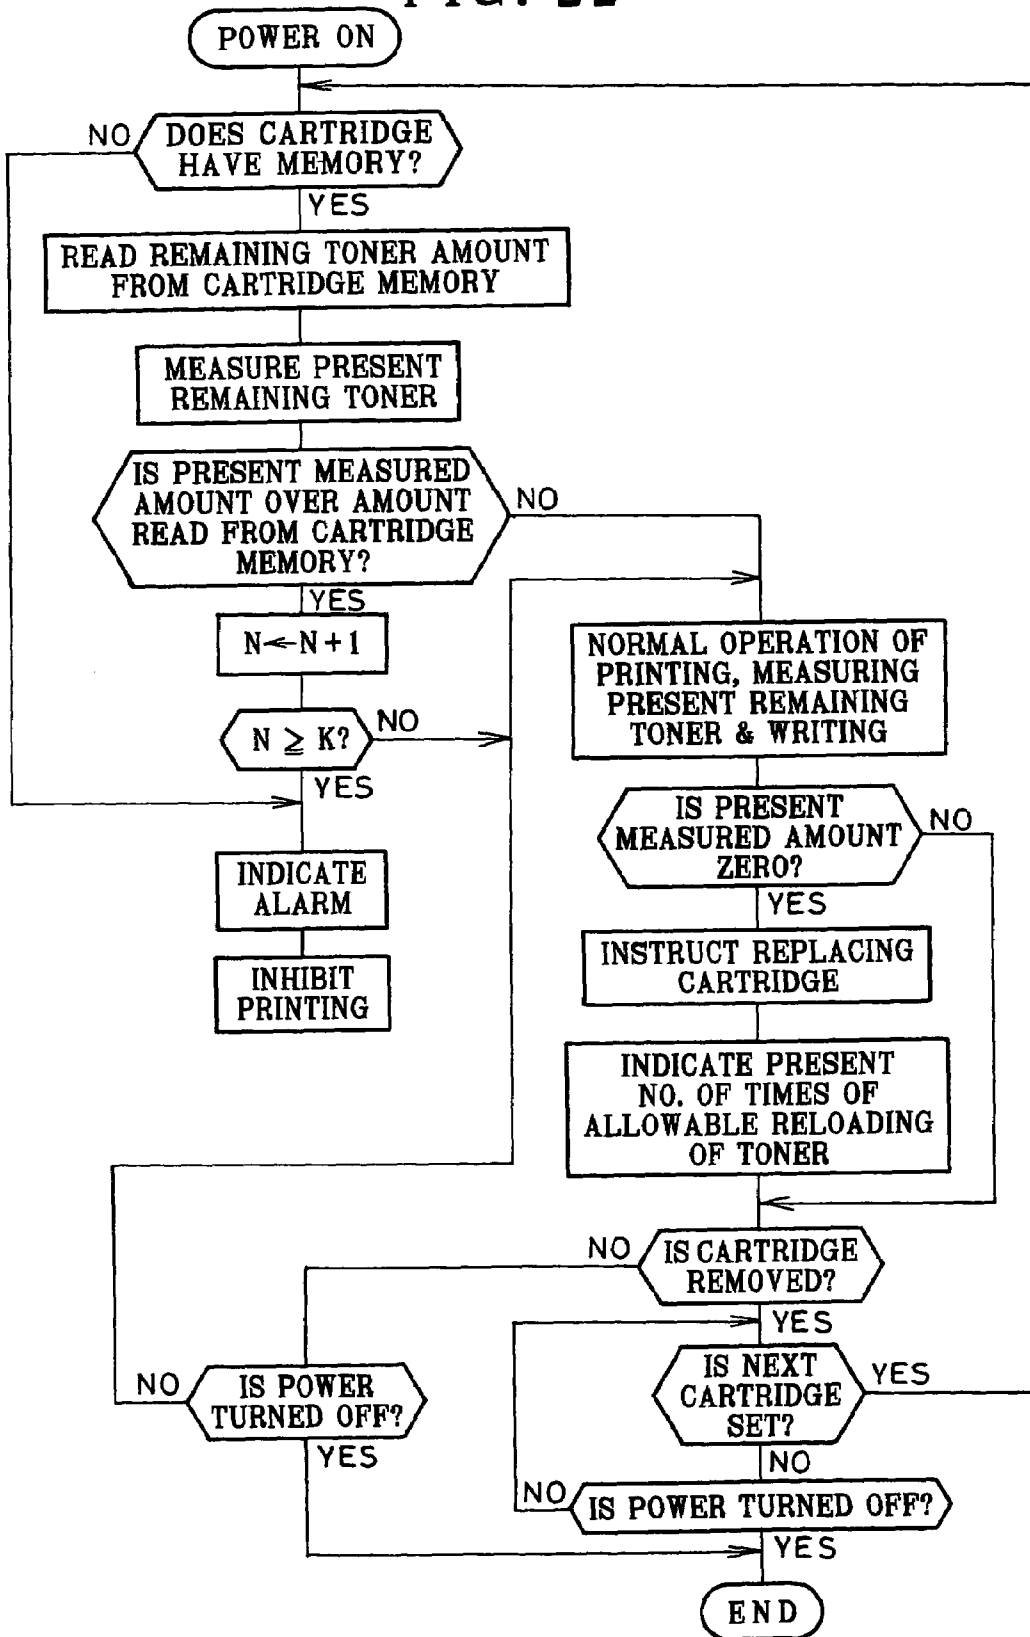 POWER ON
NO
DOES CARTRIDGE
HAVE MEMORY?
YES
READ REMAINING TONER AMOUNT
FROM CARTRIDGE MEMORY
MEASURE PRESENT
REMAINING TONER
IS PRESENT MEASURED
AMOUNT OVER AMOUNT
READ FROM CARTRIDGE
MEMORY?
NO
YES
N←N+1
N ≧ K?
NO
YES
INDICATE
ALARM
INHIBIT
PRINTING
NORMAL OPERATION OF
PRINTING, MEASURING
PRESENT REMAINING
TONER & WRITING
IS PRESENT
MEASURED AMOUNT
ZERO?
NO
YES
INSTRUCT REPLACING
CARTRIDGE
INDICATE PRESENT
NO. OF TIMES OF
ALLOWABLE RELOADING
OF TONER
NO
IS CARTRIDGE
REMOVED?
YES
NO
IS POWER
TURNED OFF?
YES
IS NEXT
CARTRIDGE
SET?
YES
NO
NO
IS POWER TURNED OFF?
YES
END